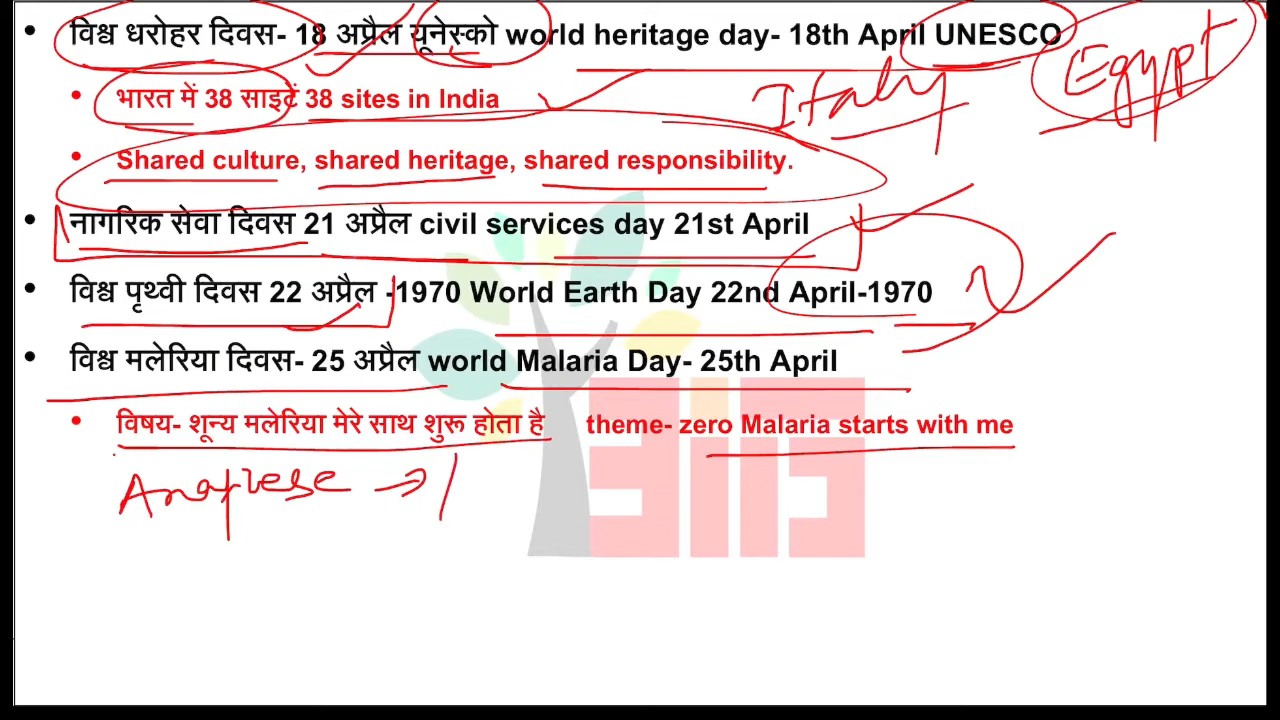 • विश्व धरोहर दिवस- 18 अप्रैल यूनेस्को world heritage day- 18th April UNESCO
Italy Egypt
• भारत में 38 साइटें 38 sites in India
• Shared culture, shared heritage, shared responsibility.
• नागरिक सेवा दिवस 21 अप्रैल civil services day 21st April
• विश्व पृथ्वी दिवस 22 अप्रैल -1970 World Earth Day 22nd April-1970
• विश्व मलेरिया दिवस- 25 अप्रैल world Malaria Day- 25th April
• विषय- शून्य मलेरिया मेरे साथ शुरू होता है theme- zero Malaria starts with me